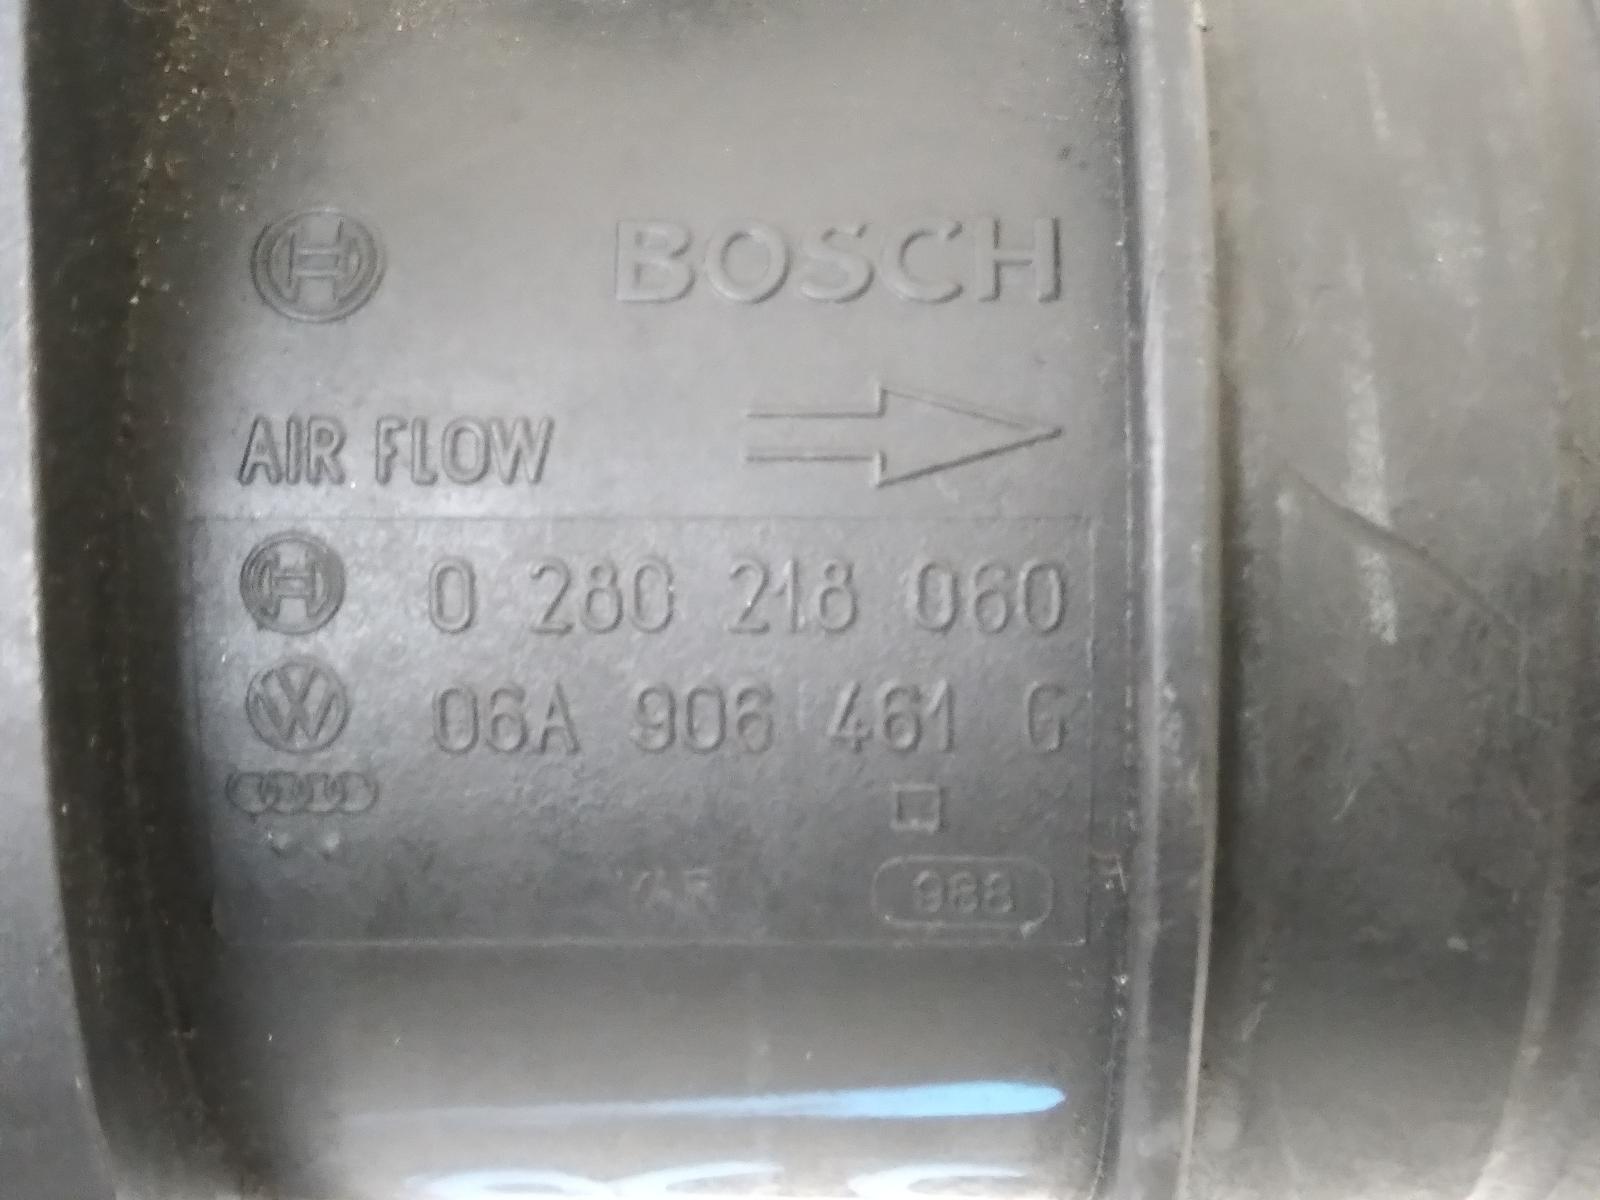 BOSCH
AIR FLOW
0 280 218 060
06A 906 461 G
988